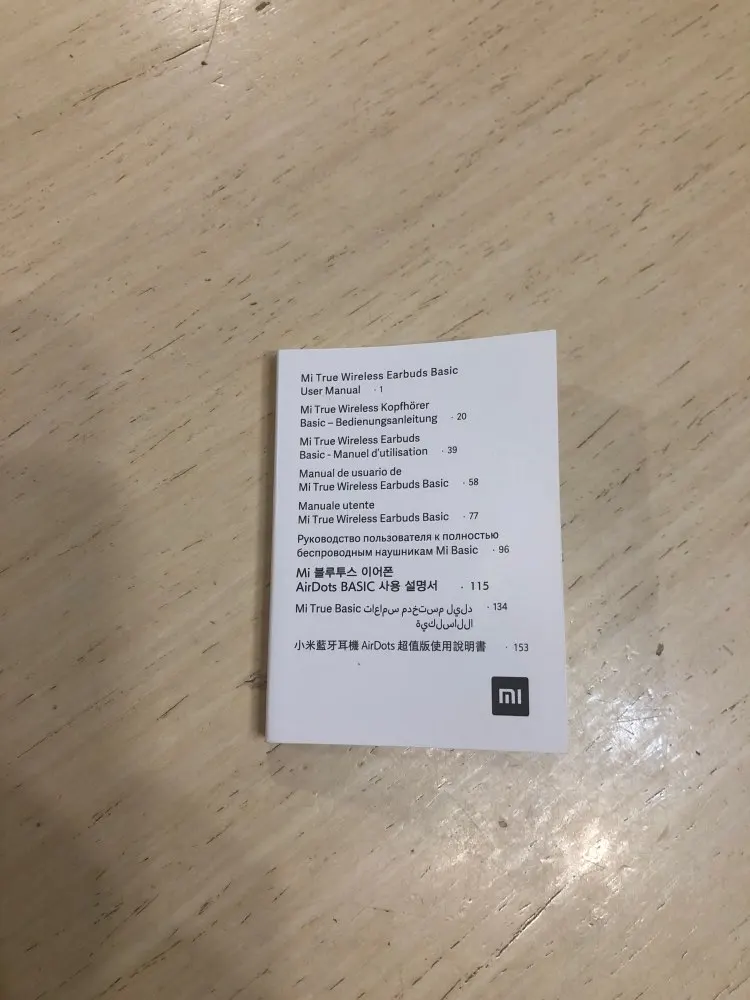 Mi True Wireless Earbuds Basic
User Manual · 1
Mi True Wireless Kopfhörer
Basic – Bedienungsanleitung · 20
Mi True Wireless Earbuds
Basic - Manuel d'utilisation · 39
Manual de usuario de
Mi True Wireless Earbuds Basic · 58
Manuale utente
Mi True Wireless Earbuds Basic · 77
Руководство пользователя к полностью
беспроводным наушникам Mi Basic · 96
Mi 블루투스 이어폰
AirDots BASIC 사용 설명서 · 115
Mi True Basic دليل مستخدم سماعات · 134
اللاسلكية
小米藍牙耳機 AirDots 超值版使用說明書 · 153
mi